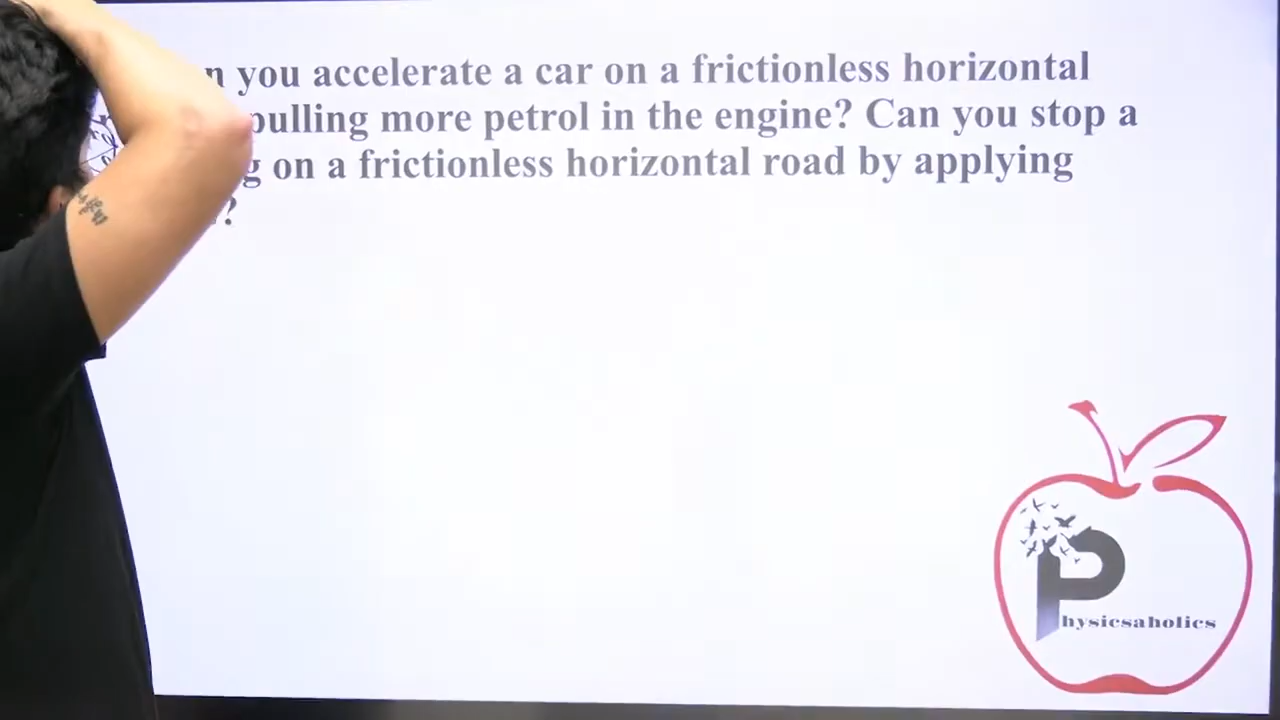 you accelerate a car on a frictionless horizontal
pulling more petrol in the engine? Can you stop a
on a frictionless horizontal road by applying
?
Physicsaholics